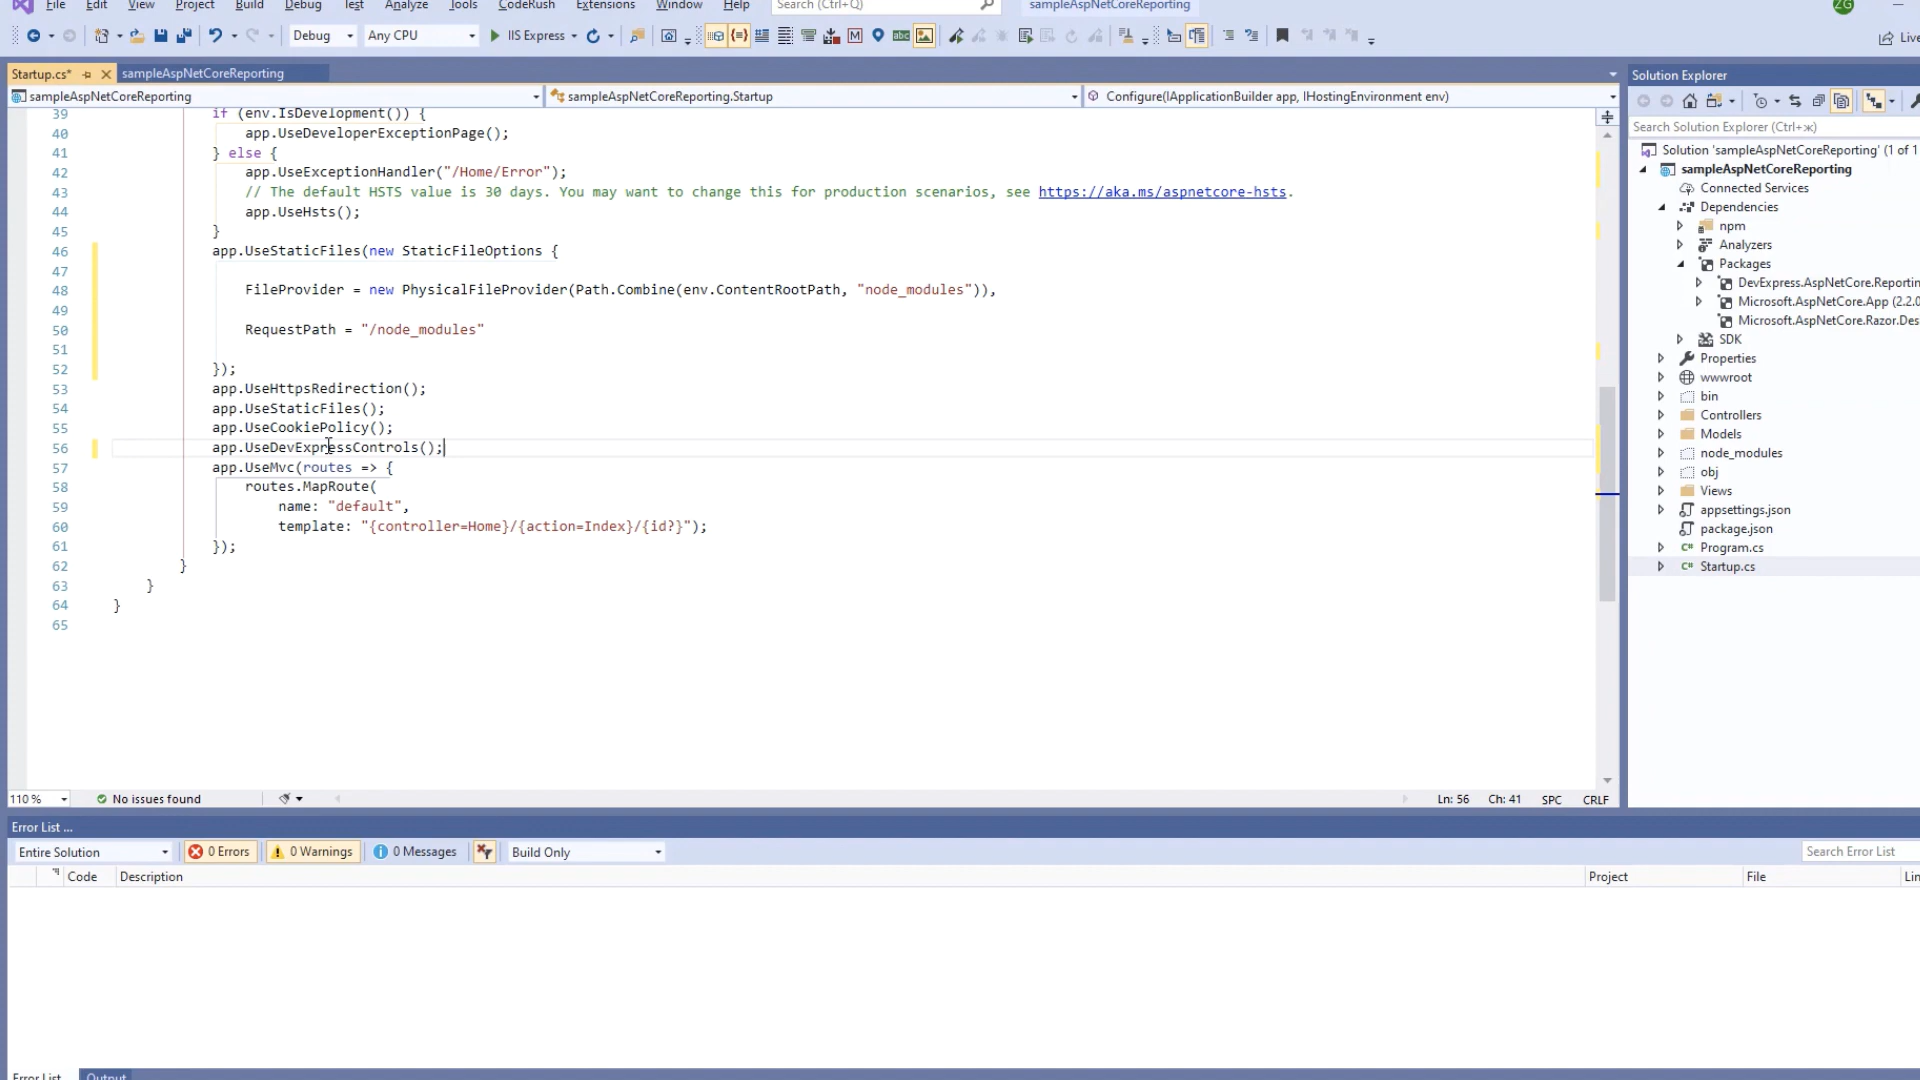 File Edit View Project Build Debug Test Analyze Tools CodeRush Extensions Window Help Search (Ctrl+Q) sampleAspNetCoreReporting ZG
Debug Any CPU IIS Express Live
Startup.cs* sampleAspNetCoreReporting
sampleAspNetCoreReporting sampleAspNetCoreReporting.Startup Configure(IApplicationBuilder app, IHostingEnvironment env)
39 if (env.IsDevelopment()) {
40 app.UseDeveloperExceptionPage();
41 } else {
42 app.UseExceptionHandler("/Home/Error");
43 // The default HSTS value is 30 days. You may want to change this for production scenarios, see https://aka.ms/aspnetcore-hsts.
44 app.UseHsts();
45 }
46 app.UseStaticFiles(new StaticFileOptions {
47
48 FileProvider = new PhysicalFileProvider(Path.Combine(env.ContentRootPath, "node_modules")),
49
50 RequestPath = "/node_modules"
51
52 });
53 app.UseHttpsRedirection();
54 app.UseStaticFiles();
55 app.UseCookiePolicy();
56 app.UseDevExpressControls();
57 app.UseMvc(routes => {
58 routes.MapRoute(
59 name: "default",
60 template: "{controller=Home}/{action=Index}/{id?}");
61 });
62 }
63 }
64 }
65
110 % No issues found Ln: 56 Ch: 41 SPC CRLF
Solution Explorer
Search Solution Explorer (Ctrl+ж)
Solution 'sampleAspNetCoreReporting' (1 of 1
sampleAspNetCoreReporting
Connected Services
Dependencies
npm
Analyzers
Packages
DevExpress.AspNetCore.Reportin
Microsoft.AspNetCore.App (2.2.0
Microsoft.AspNetCore.Razor.Des
SDK
Properties
wwwroot
bin
Controllers
Models
node_modules
obj
Views
appsettings.json
package.json
C# Program.cs
C# Startup.cs
Error List ...
Entire Solution 0 Errors 0 Warnings 0 Messages Build Only Search Error List
Code Description Project File Lin
Error List Output